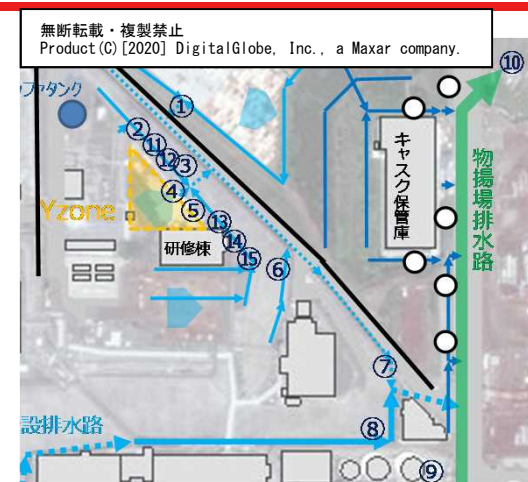 無断転載・複製禁止
Product(C)[2020] DigitalGlobe, Inc., a Maxar company.
⑩
ファタンク
①
②
⑪
⑫
③
キャスク保管庫
物揚場排水路
④
Yzone
⑤
⑬
研修棟
⑭
⑮
⑥
⑦
設排水路
⑧
⑨